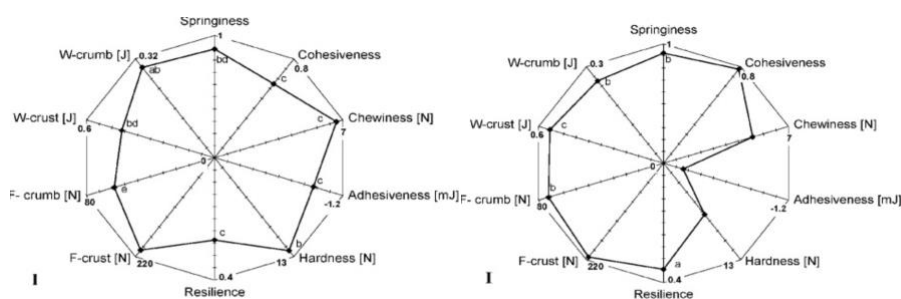 Springiness
1
W-crumb [J]
0.32
Cohesiveness
0.8
ab
bd
c
W-crust [J]
0.6
bd
c
Chewiness [N]
7
0
F- crumb [N]
80
a
c
Adhesiveness [mJ]
-1.2
F-crust [N]
220
c
b
13
Hardness [N]
0.4
Resilience
I
Springiness
1
W-crumb [J]
0.3
Cohesiveness
0.8
b
b
W-crust [J]
0.6
c
Chewiness [N]
7
0
F- crumb [N]
80
b
Adhesiveness [mJ]
-1.2
F-crust [N]
220
a
13
Hardness [N]
0.4
Resilience
I